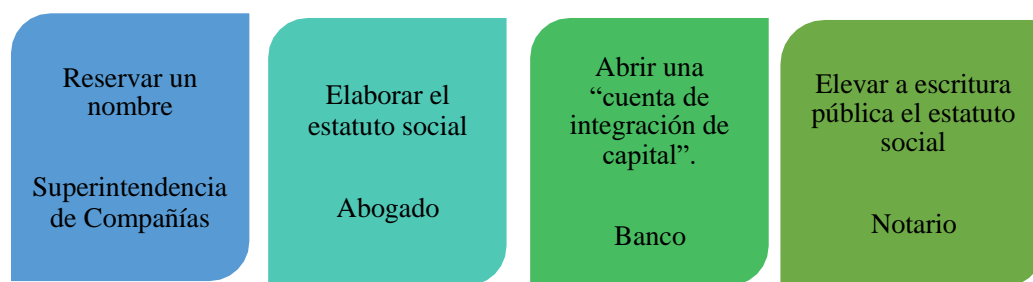 Reservar un
nombre
Superintendencia
de Compañías
Elaborar el
estatuto social
Abogado
Abrir una
“cuenta de
integración de
capital”.
Banco
Elevar a escritura
pública el estatuto
social
Notario